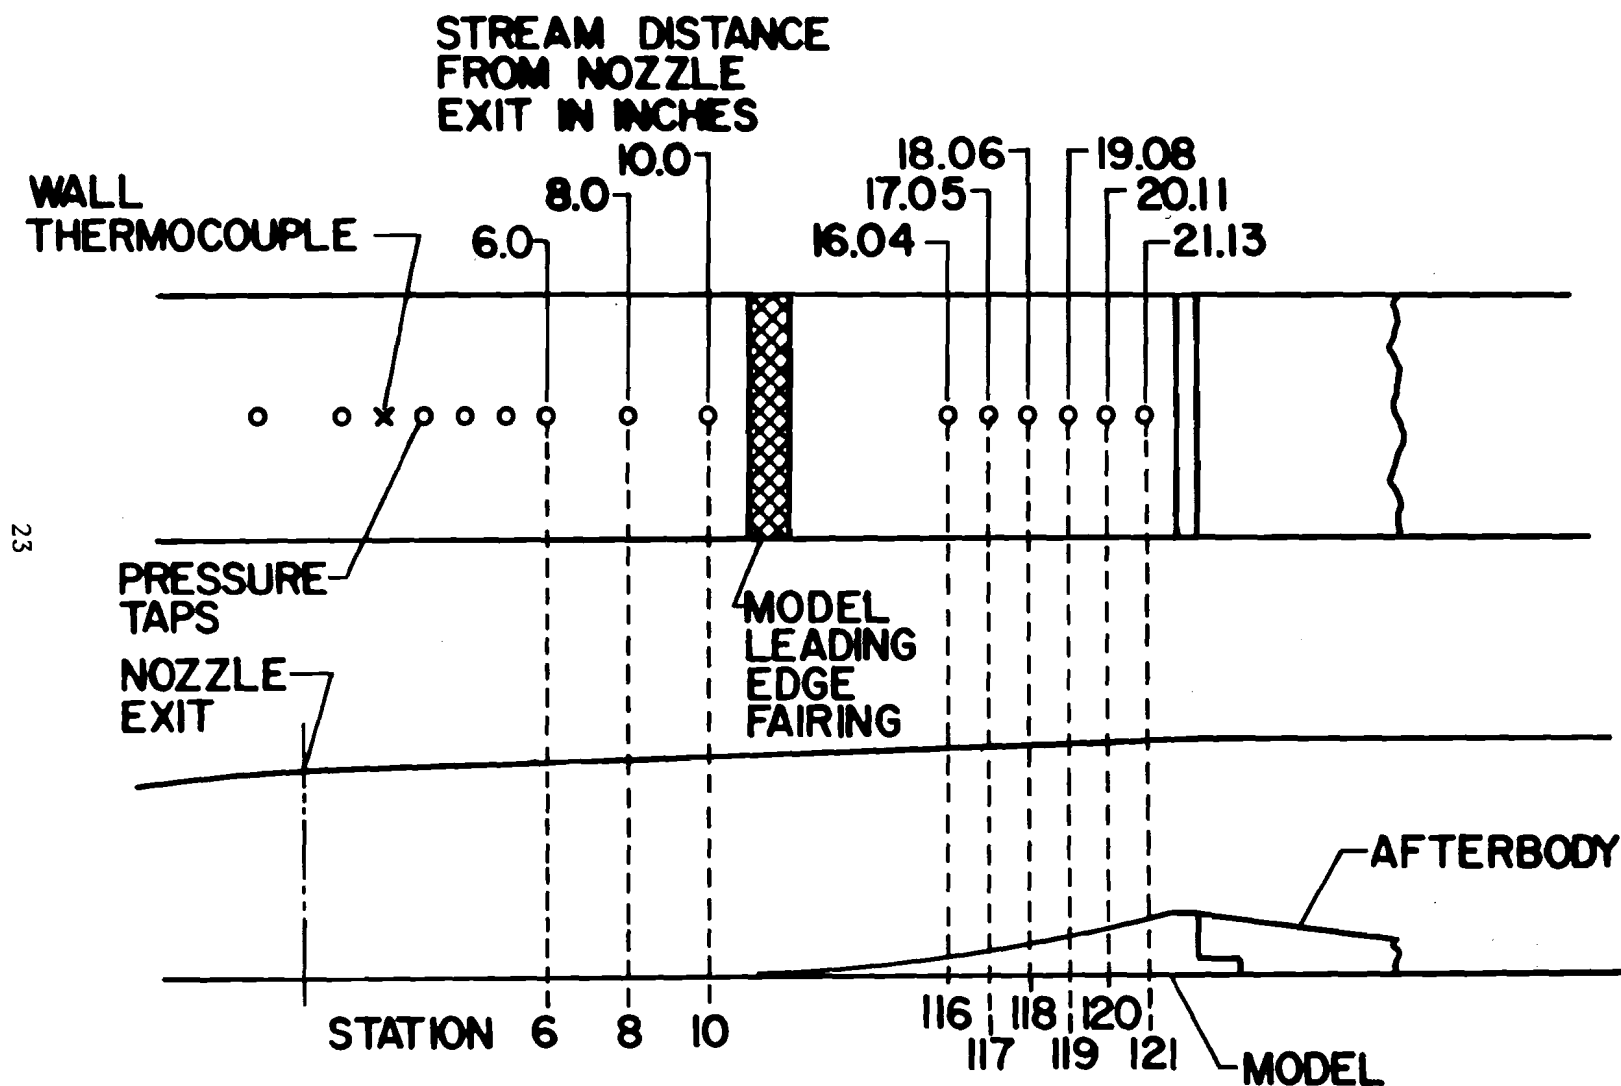 STREAM DISTANCE
FROM NOZZLE
EXIT IN INCHES
10.0
18.06
19.08
WALL
THERMOCOUPLE
8.0
17.05
20.11
6.0
16.04
21.13
23
PRESSURE
TAPS
MODEL
LEADING
EDGE
FAIRING
NOZZLE
EXIT
AFTERBODY
STATION 6 8 10
116 118 120
117 119 121
MODEL